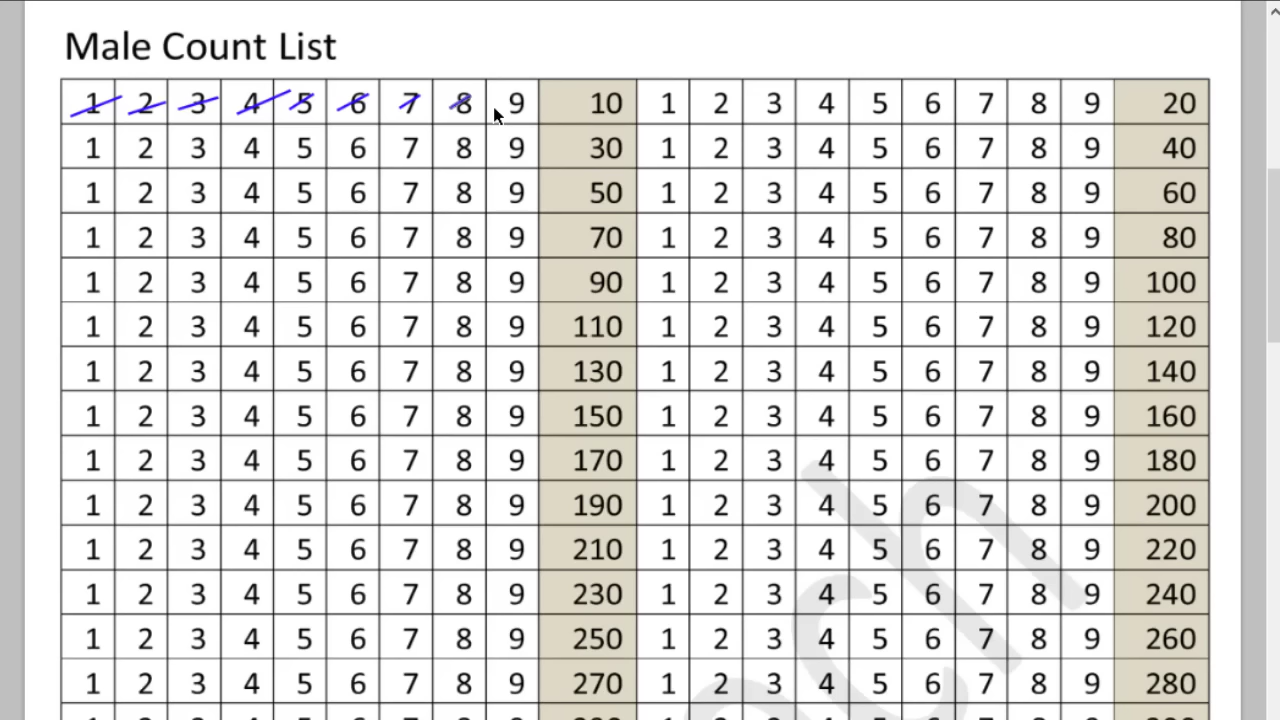 Male Count List
1 2 3 4 5 6 7 8 9 10 1 2 3 4 5 6 7 8 9 20
1 2 3 4 5 6 7 8 9 30 1 2 3 4 5 6 7 8 9 40
1 2 3 4 5 6 7 8 9 50 1 2 3 4 5 6 7 8 9 60
1 2 3 4 5 6 7 8 9 70 1 2 3 4 5 6 7 8 9 80
1 2 3 4 5 6 7 8 9 90 1 2 3 4 5 6 7 8 9 100
1 2 3 4 5 6 7 8 9 110 1 2 3 4 5 6 7 8 9 120
1 2 3 4 5 6 7 8 9 130 1 2 3 4 5 6 7 8 9 140
1 2 3 4 5 6 7 8 9 150 1 2 3 4 5 6 7 8 9 160
1 2 3 4 5 6 7 8 9 170 1 2 3 4 5 6 7 8 9 180
1 2 3 4 5 6 7 8 9 190 1 2 3 4 5 6 7 8 9 200
1 2 3 4 5 6 7 8 9 210 1 2 3 4 5 6 7 8 9 220
1 2 3 4 5 6 7 8 9 230 1 2 3 4 5 6 7 8 9 240
1 2 3 4 5 6 7 8 9 250 1 2 3 4 5 6 7 8 9 260
1 2 3 4 5 6 7 8 9 270 1 2 3 4 5 6 7 8 9 280